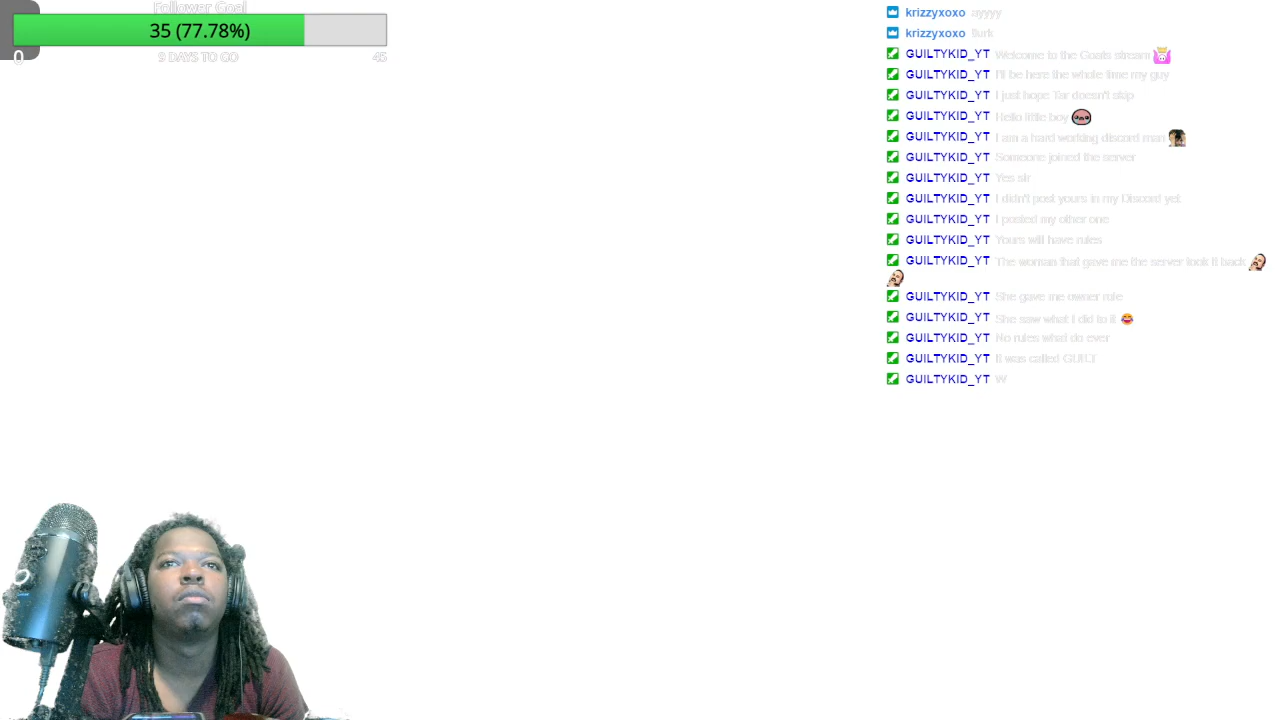 Follower Goal
35 (77.78%)
0 9 DAYS TO GO 45
krizzyxoxo ayyyy
krizzyxoxo Burk
GUILTYKID_YT Welcome to the Goals stream
GUILTYKID_YT I'll be here the whole time my guy
GUILTYKID_YT I just hope Tar doesn't skip
GUILTYKID_YT Hello little boy
GUILTYKID_YT I am a hard working discord man
GUILTYKID_YT Someone joined the server
GUILTYKID_YT Yes sir
GUILTYKID_YT I didn't post yours in my Discord yet
GUILTYKID_YT I posted my other one
GUILTYKID_YT Yours will have rules
GUILTYKID_YT The woman that gave me the server took it back
GUILTYKID_YT She gave me owner role
GUILTYKID_YT She saw what I did to it
GUILTYKID_YT No rules what do ever
GUILTYKID_YT It was called GUILT
GUILTYKID_YT W